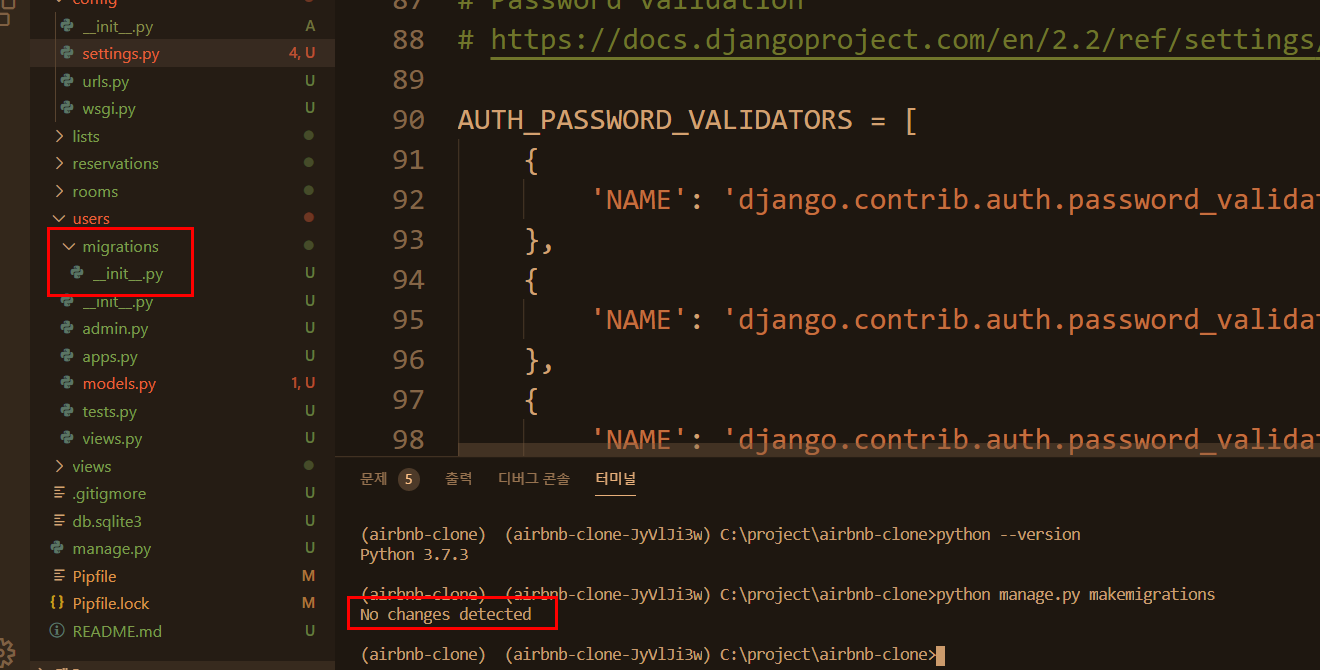 config
__init__.py A
settings.py 4, U
urls.py U
wsgi.py U
lists
reservations
rooms
users
migrations
__init__.py U
__init__.py U
admin.py U
apps.py U
models.py 1, U
tests.py U
views.py U
views
.gitigmore U
db.sqlite3 U
manage.py U
Pipfile M
{} Pipfile.lock M
README.md U
87 # Password validation
88 # https://docs.djangoproject.com/en/2.2/ref/settings/
89
90 AUTH_PASSWORD_VALIDATORS = [
91 {
92 'NAME': 'django.contrib.auth.password_valida
93 },
94 {
95 'NAME': 'django.contrib.auth.password_valida
96 },
97 {
98 'NAME': 'django.contrib.auth.password_valida
문제 5 출력 디버그 콘솔 터미널
(airbnb-clone) (airbnb-clone-JyVlJi3w) C:\project\airbnb-clone>python --version
Python 3.7.3
(airbnb-clone) (airbnb-clone-JyVlJi3w) C:\project\airbnb-clone>python manage.py makemigrations
No changes detected
(airbnb-clone) (airbnb-clone-JyVlJi3w) C:\project\airbnb-clone>